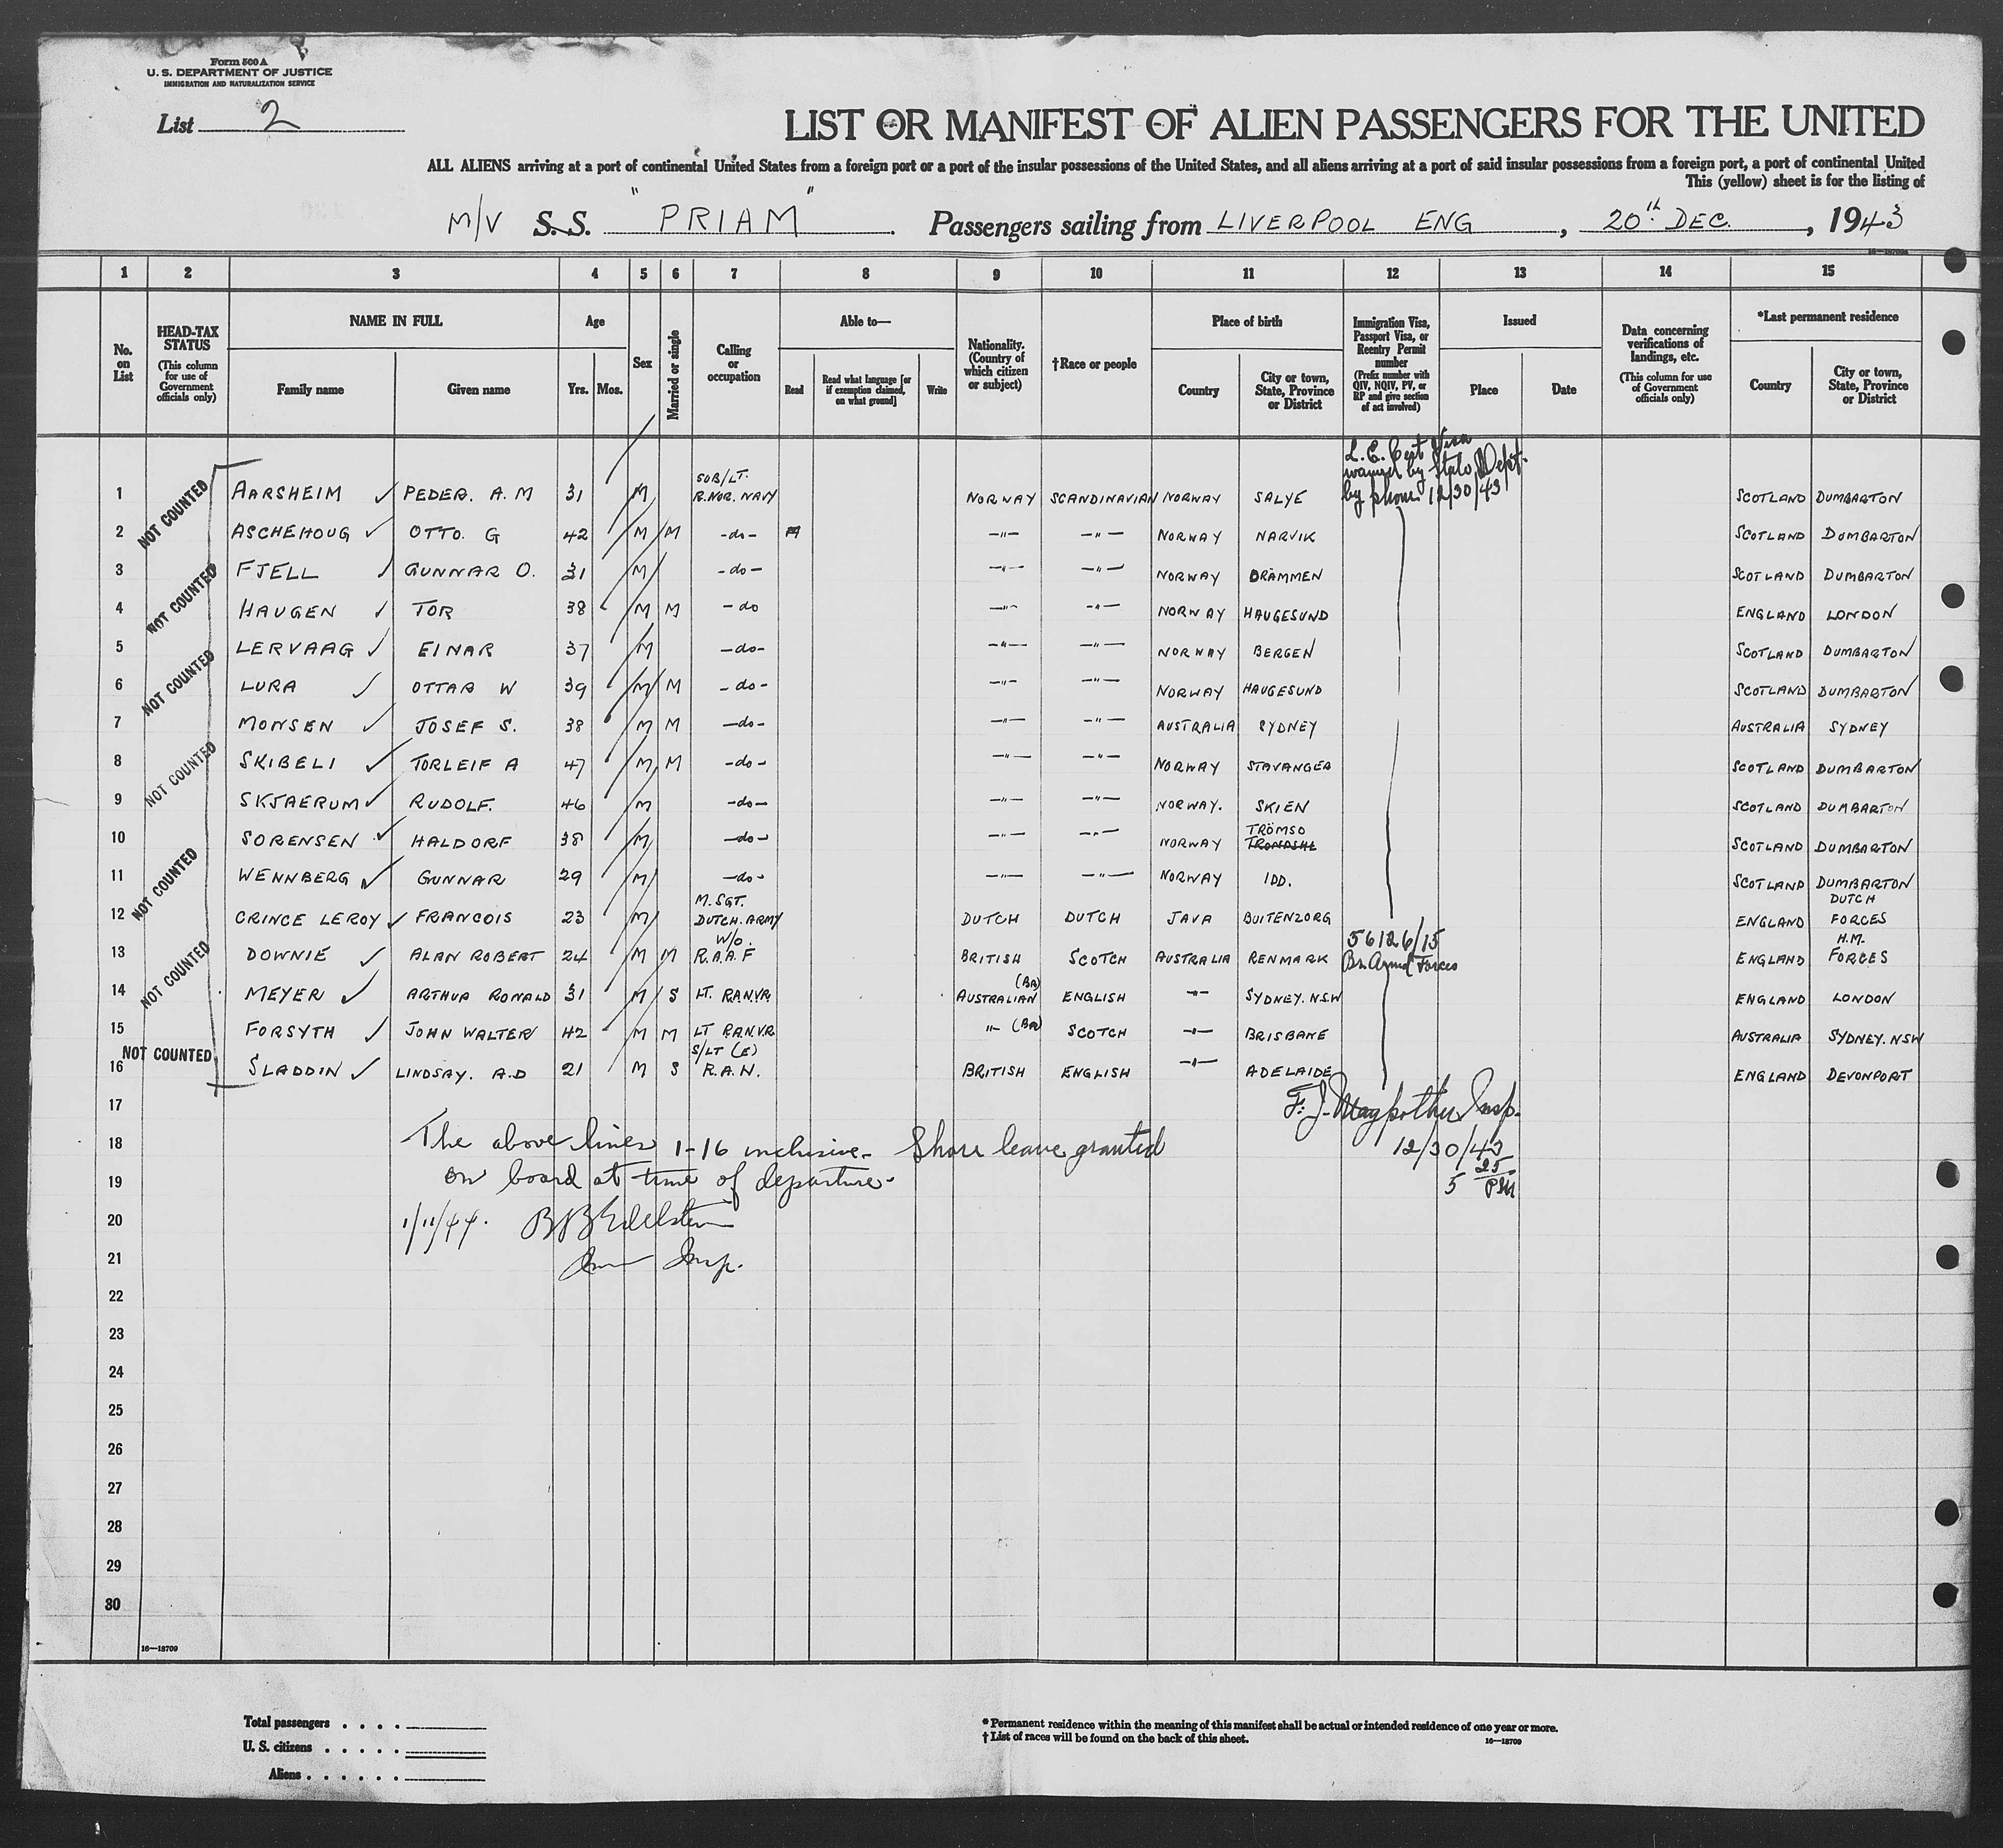 Form 500 A
U. S. DEPARTMENT OF JUSTICE
IMMIGRATION AND NATURALIZATION SERVICE
List 2
LIST OR MANIFEST OF ALIEN PASSENGERS FOR THE UNITED
ALL ALIENS arriving at a port of continental United States from a foreign port or a port of the insular possessions of the United States, and all aliens arriving at a port of said insular possessions from a foreign port, a port of continental United
This (yellow) sheet is for the listing of
M/V S. S. "PRIAM" Passengers sailing from LIVERPOOL ENG, 20th DEC., 1943
1 2 3 4 5 6 7 8 9 10 11 12 13 14 15
No. on List
HEAD-TAX STATUS (This column for use of Government officials only)
NAME IN FULL Family name Given name
Age Yrs. Mos.
Sex
Married or single
Calling or occupation
Able to— Read Read what language [or if exemption claimed, on what ground] Write
Nationality. (Country of which citizen or subject)
†Race or people
Place of birth Country City or town, State, Province or District
Immigration Visa, Passport Visa, or Reentry Permit number (Prefix number with QIV, NQIV, PV, or RP and give section of act involved)
Issued Place Date
Data concerning verifications of landings, etc. (This column for use of Government officials only)
*Last permanent residence Country City or town, State, Province or District
L. E. Cert Visa
waived by State Dept.
by phone 12/30/43
NOT COUNTED
NOT COUNTED
NOT COUNTED
NOT COUNTED
NOT COUNTED
NOT COUNTED
NOT COUNTED
1 AARSHEIM PEDER. A. M 31 M SUB/LT. R. NOR. NAVY NORWAY SCANDINAVIAN NORWAY SALYE SCOTLAND DUMBARTON
2 ASCHEHOUG OTTO. G 42 M M -do- NORWAY NARVIK SCOTLAND DUMBARTON
3 FJELL GUNNAR O. 31 M -do- -"- -"- NORWAY DRAMMEN SCOTLAND DUMBARTON
4 HAUGEN TOR 38 M M -do -"- -"- NORWAY HAUGESUND ENGLAND LONDON
5 LERVAAG EINAR 37 M -do- -"- -"- NORWAY BERGEN SCOTLAND DUMBARTON
6 LURA OTTAR W 39 M M -do- -"- -"- NORWAY HAUGESUND SCOTLAND DUMBARTON
7 MONSEN JOSEF S. 38 M M -do- -"- -"- AUSTRALIA SYDNEY AUSTRALIA SYDNEY
8 SKIBELI TORLEIF A 47 M M -do- -"- -"- NORWAY STAVANGER SCOTLAND DUMBARTON
9 SKJAERUM RUDOLF. 46 M -do- -"- -"- NORWAY. SKIEN SCOTLAND DUMBARTON
10 SORENSEN HALDORF 38 M -do- -"- -"- NORWAY TRÖMSO SCOTLAND DUMBARTON
11 WENNBERG GUNNAR 29 M -do- -"- -"- NORWAY IDD. SCOTLAND DUMBARTON
12 CRINCE LEROY FRANCOIS 23 M M. SGT. DUTCH. ARMY DUTCH DUTCH JAVA BUITENZORG ENGLAND DUTCH FORCES
13 DOWNIE ALAN ROBERT 24 M M W/O. R.A.A.F BRITISH SCOTCH AUSTRALIA RENMARK 56126/15 Br. Armed Forces ENGLAND H.M. FORCES
14 MEYER ARTHUR RONALD 31 M S LT. R.A.N.V.R AUSTRALIAN (BR) ENGLISH -"- SYDNEY. N.S.W ENGLAND LONDON
15 FORSYTH JOHN WALTER 42 M M LT R.A.N.V.R -"- (BR) SCOTCH -"- BRISBANE AUSTRALIA SYDNEY. NSW
16 SLADDIN LINDSAY. A.D 21 M S S/LT (E) R.A.N. BRITISH ENGLISH -"- ADELAIDE ENGLAND DEVONPORT
17
F. J. Insp.
18 The above lines 1-16 inclusive- Shore leave granted 12/30/43
19 on board at time of departure. 5 25 PM
20 1/11/44. Edelstein
21 Imm Insp.
22
23
24
25
26
27
28
29
30
16—18709
Total passengers . . . .
U. S. citizens . . . . .
Aliens . . . . . .
* Permanent residence within the meaning of this manifest shall be actual or intended residence of one year or more.
† List of races will be found on the back of this sheet.
16—18709